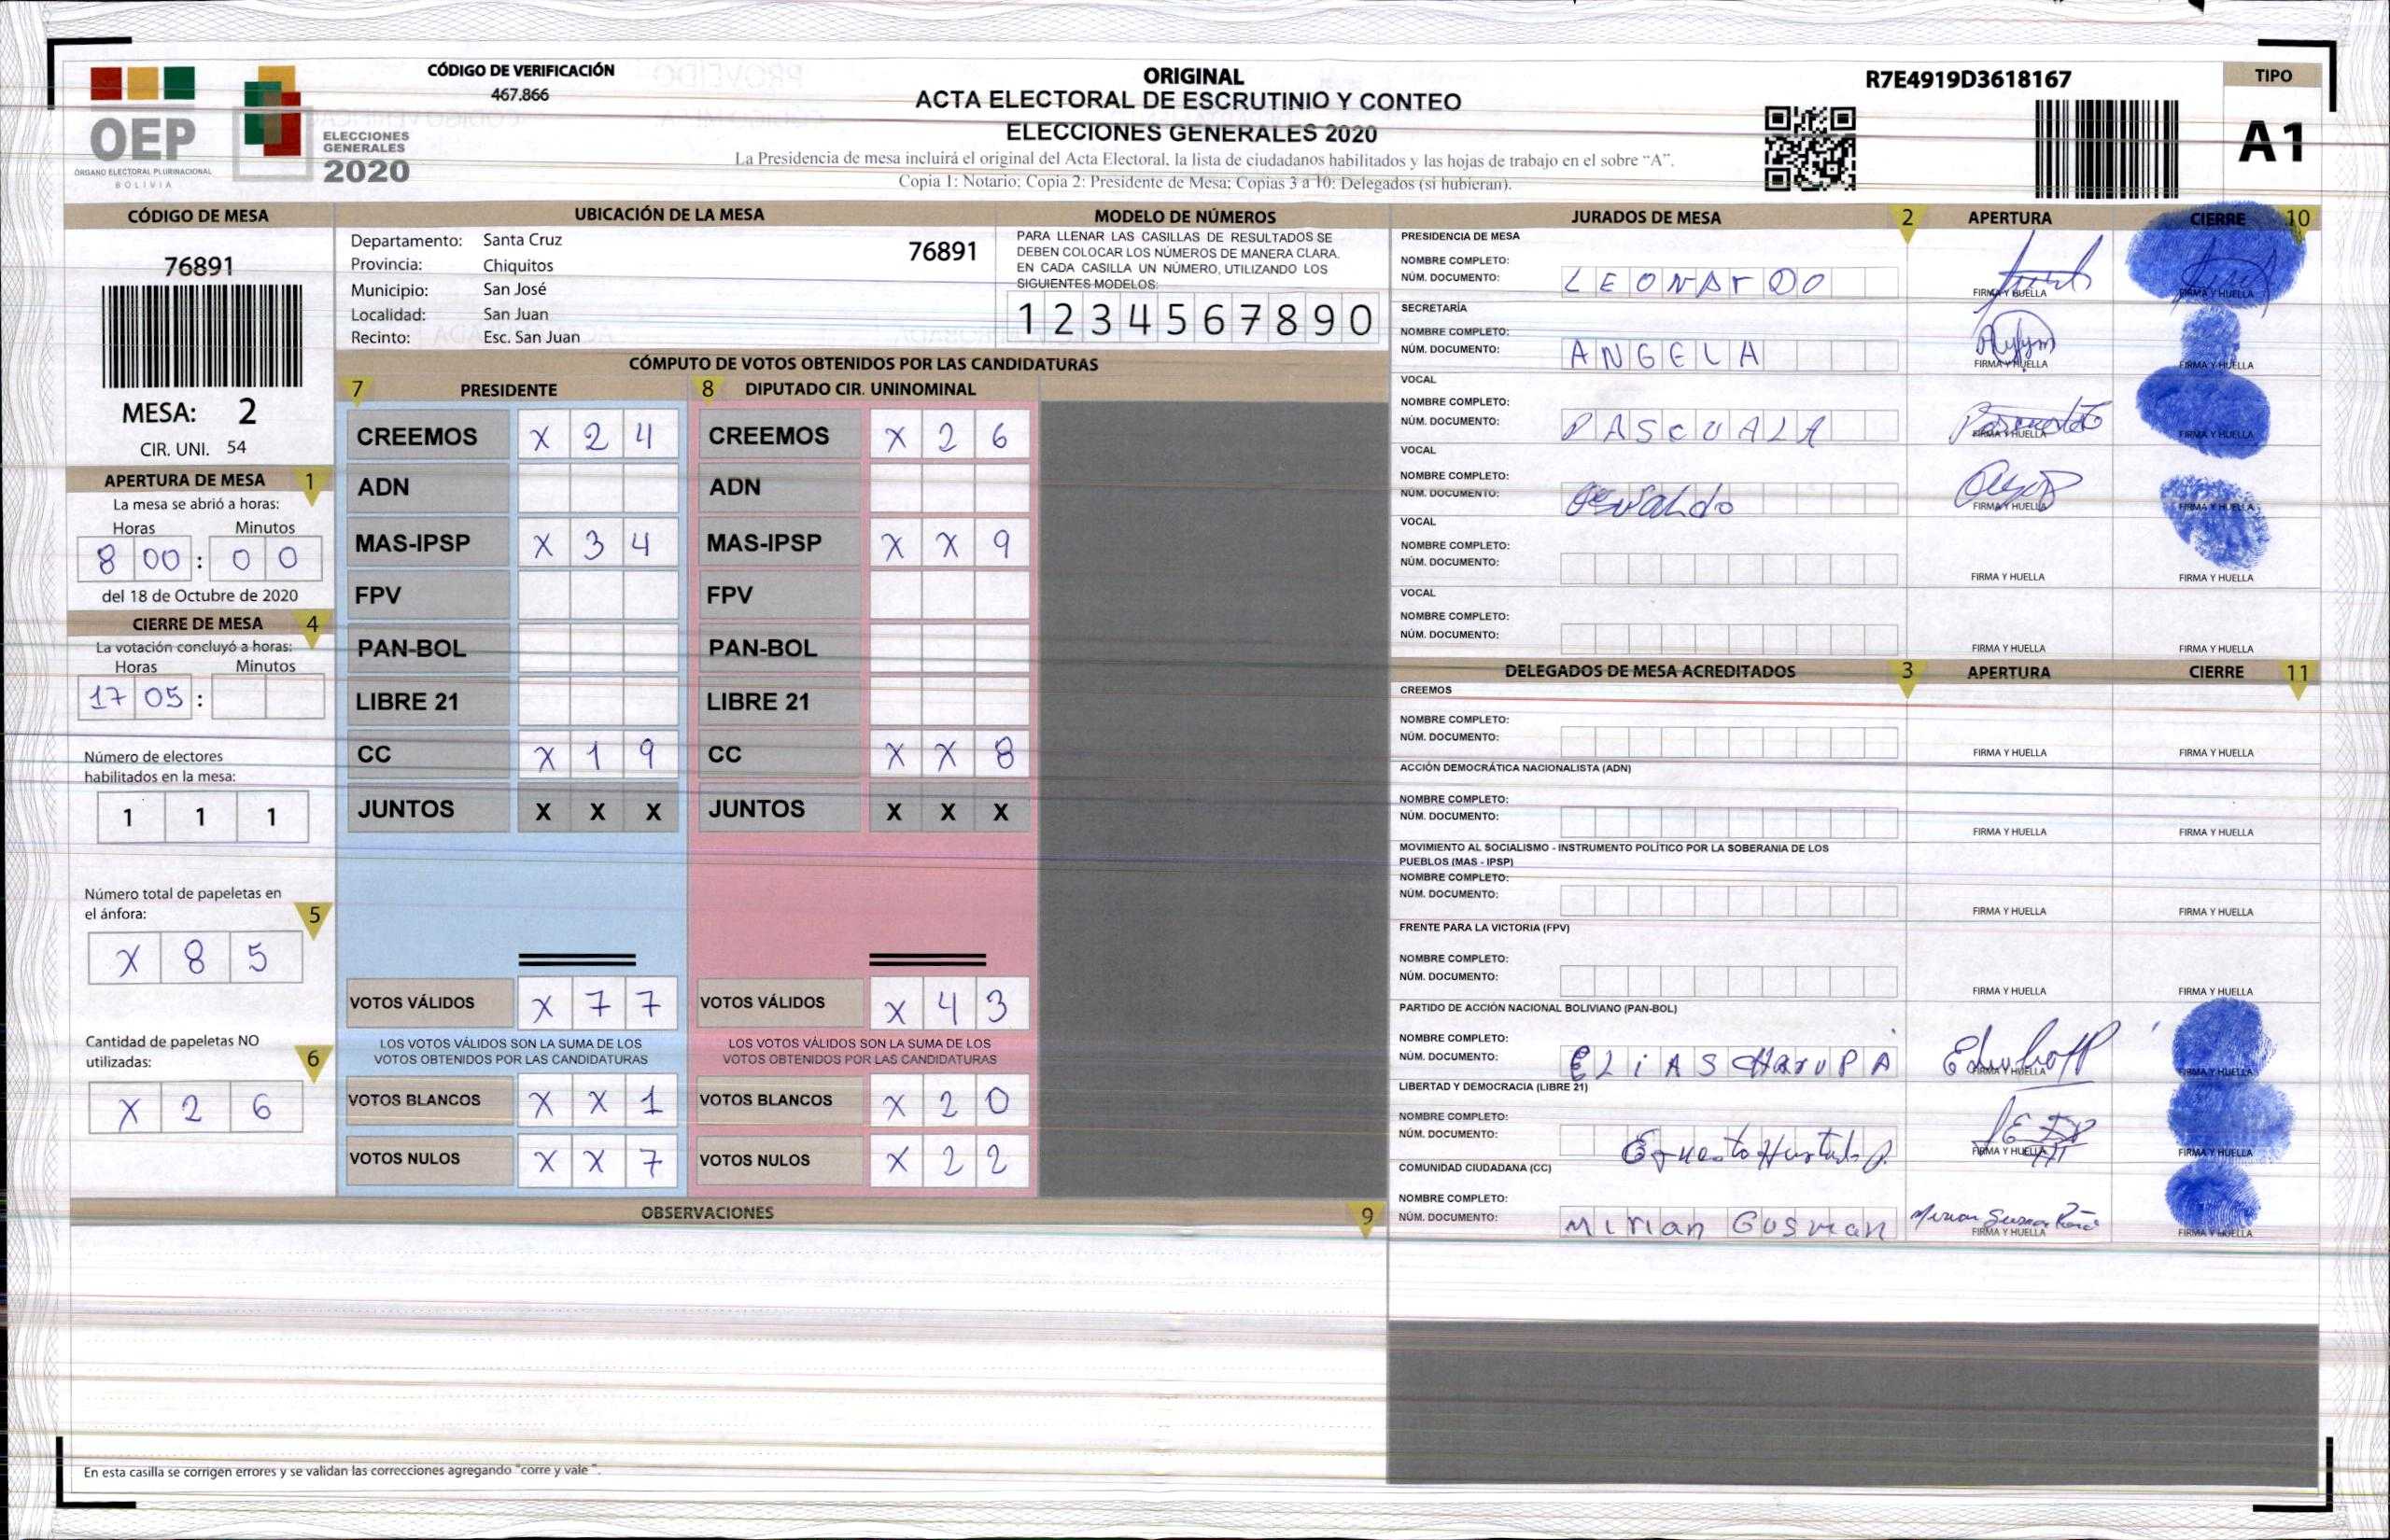 CÓDIGO DE VERIFICACIÓN
467.866
OEP
ÓRGANO ELECTORAL PLURINACIONAL
BOLIVIA
ELECCIONES
GENERALES
2020
ORIGINAL
ACTA ELECTORAL DE ESCRUTINIO Y CONTEO
ELECCIONES GENERALES 2020
La Presidencia de mesa incluirá el original del Acta Electoral, la lista de ciudadanos habilitados y las hojas de trabajo en el sobre "A".
Copia 1: Notario; Copia 2: Presidente de Mesa; Copias 3 a 10: Delegados (si hubieran).
R7E4919D3618167
TIPO
A1
CÓDIGO DE MESA
76891
MESA: 2
CIR. UNI. 54
APERTURA DE MESA 1
La mesa se abrió a horas:
Horas Minutos
8 00 : 0 0
del 18 de Octubre de 2020
CIERRE DE MESA 4
La votación concluyó a horas:
Horas Minutos
17 05 :
Número de electores
habilitados en la mesa:
1 1 1
Número total de papeletas en
el ánfora: 5
X 8 5
Cantidad de papeletas NO
utilizadas: 6
X 2 6
UBICACIÓN DE LA MESA
Departamento: Santa Cruz
76891
Provincia: Chiquitos
Municipio: San José
Localidad: San Juan
Recinto: Esc. San Juan
MODELO DE NÚMEROS
PARA LLENAR LAS CASILLAS DE RESULTADOS SE
DEBEN COLOCAR LOS NÚMEROS DE MANERA CLARA.
EN CADA CASILLA UN NÚMERO, UTILIZANDO LOS
SIGUIENTES MODELOS:
1 2 3 4 5 6 7 8 9 0
CÓMPUTO DE VOTOS OBTENIDOS POR LAS CANDIDATURAS
7 PRESIDENTE
CREEMOS X 2 4
ADN
MAS-IPSP X 3 4
FPV
PAN-BOL
LIBRE 21
CC X 1 9
JUNTOS X X X
VOTOS VÁLIDOS X 7 7
LOS VOTOS VÁLIDOS SON LA SUMA DE LOS
VOTOS OBTENIDOS POR LAS CANDIDATURAS
VOTOS BLANCOS X X 1
VOTOS NULOS X X 7
8 DIPUTADO CIR. UNINOMINAL
CREEMOS X 2 6
ADN
MAS-IPSP X X 9
FPV
PAN-BOL
LIBRE 21
CC X X 8
JUNTOS X X X
VOTOS VÁLIDOS X 4 3
LOS VOTOS VÁLIDOS SON LA SUMA DE LOS
VOTOS OBTENIDOS POR LAS CANDIDATURAS
VOTOS BLANCOS X 2 0
VOTOS NULOS X 2 2
OBSERVACIONES 9
En esta casilla se corrigen errores y se validan las correcciones agregando "corre y vale".
JURADOS DE MESA 2 APERTURA CIERRE 10
PRESIDENCIA DE MESA
NOMBRE COMPLETO:
NÚM. DOCUMENTO: LEONArDO FIRMA Y HUELLA FIRMA Y HUELLA
SECRETARÍA
NOMBRE COMPLETO:
NÚM. DOCUMENTO: ANGELA
FIRMA Y HUELLA FIRMA Y HUELLA
VOCAL
NOMBRE COMPLETO:
NÚM. DOCUMENTO: PASCUALA
FIRMA Y HUELLA FIRMA Y HUELLA
VOCAL
NOMBRE COMPLETO:
NÚM. DOCUMENTO: Osvaldo
FIRMA Y HUELLA FIRMA Y HUELLA
VOCAL
NOMBRE COMPLETO:
NÚM. DOCUMENTO:
FIRMA Y HUELLA FIRMA Y HUELLA
VOCAL
NOMBRE COMPLETO:
NÚM. DOCUMENTO:
FIRMA Y HUELLA FIRMA Y HUELLA
DELEGADOS DE MESA ACREDITADOS 3 APERTURA CIERRE 11
CREEMOS
NOMBRE COMPLETO:
NÚM. DOCUMENTO:
FIRMA Y HUELLA FIRMA Y HUELLA
ACCIÓN DEMOCRÁTICA NACIONALISTA (ADN)
NOMBRE COMPLETO:
NÚM. DOCUMENTO:
FIRMA Y HUELLA FIRMA Y HUELLA
MOVIMIENTO AL SOCIALISMO - INSTRUMENTO POLÍTICO POR LA SOBERANIA DE LOS
PUEBLOS (MAS - IPSP)
NOMBRE COMPLETO:
NÚM. DOCUMENTO:
FIRMA Y HUELLA FIRMA Y HUELLA
FRENTE PARA LA VICTORIA (FPV)
NOMBRE COMPLETO:
NÚM. DOCUMENTO:
FIRMA Y HUELLA FIRMA Y HUELLA
PARTIDO DE ACCIÓN NACIONAL BOLIVIANO (PAN-BOL)
NOMBRE COMPLETO:
NÚM. DOCUMENTO: ELiAS CHarUPA
FIRMA Y HUELLA FIRMA Y HUELLA
LIBERTAD Y DEMOCRACIA (LIBRE 21)
NOMBRE COMPLETO:
NÚM. DOCUMENTO: Ernesto Hurtado
FIRMA Y HUELLA FIRMA Y HUELLA
COMUNIDAD CIUDADANA (CC)
NOMBRE COMPLETO:
NÚM. DOCUMENTO: Mirian Gusman
FIRMA Y HUELLA FIRMA Y HUELLA